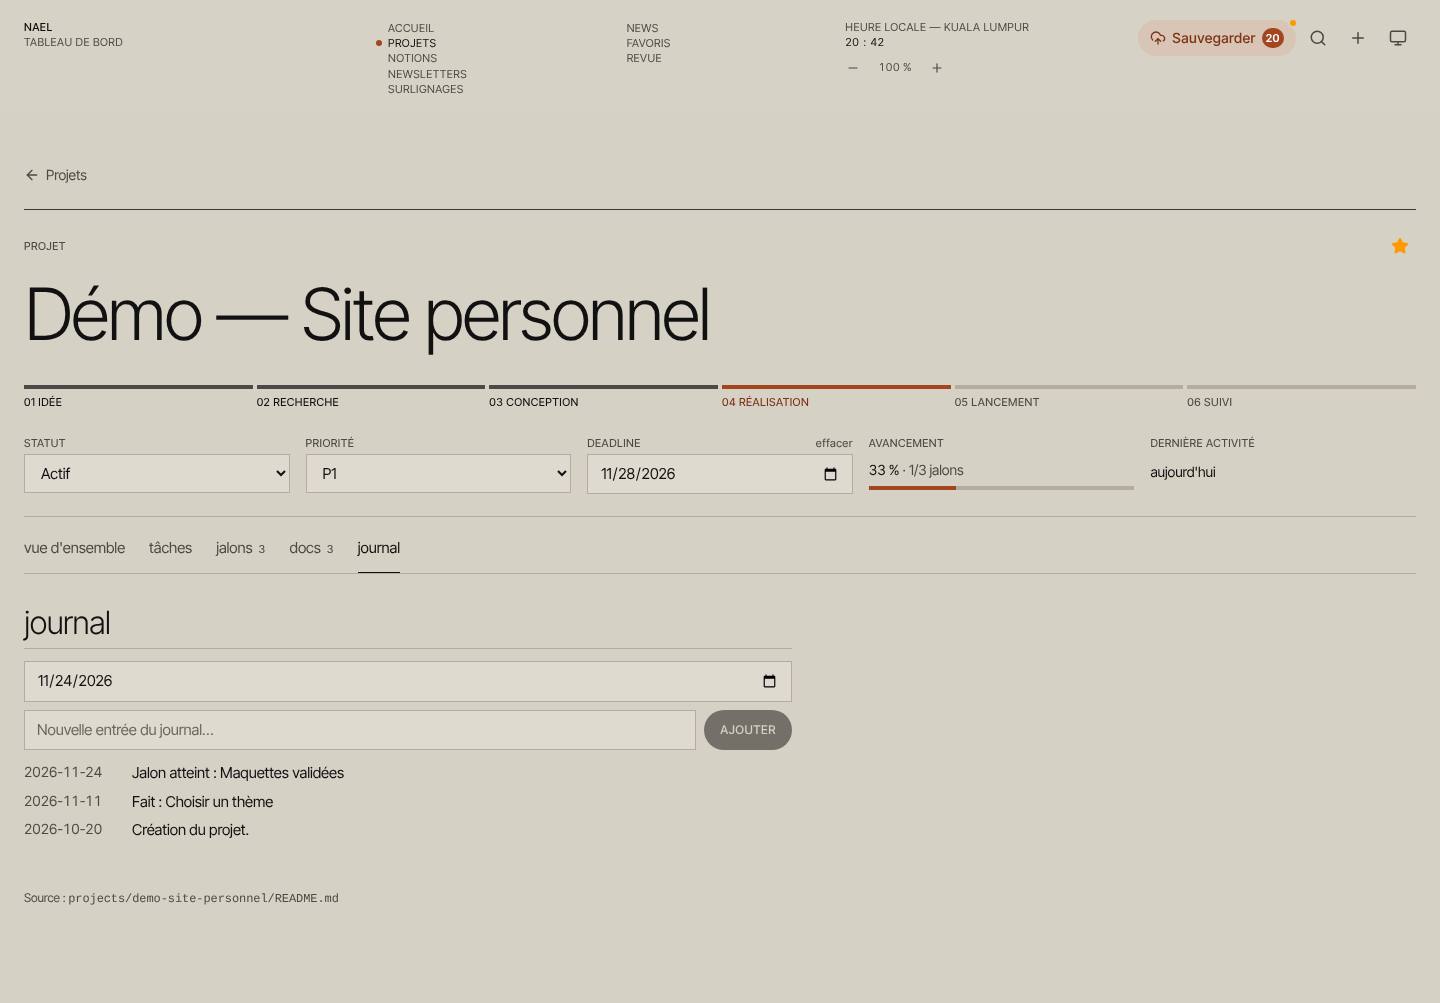 NAEL
TABLEAU DE BORD
ACCUEIL
PROJETS
NOTIONS
NEWSLETTERS
SURLIGNAGES
NEWS
FAVORIS
REVUE
HEURE LOCALE — KUALA LUMPUR
20 : 42
100 %
Sauvegarder 20
Projets
PROJET
Démo — Site personnel
01 IDÉE
02 RECHERCHE
03 CONCEPTION
04 RÉALISATION
05 LANCEMENT
06 SUIVI
STATUT
Actif
PRIORITÉ
P1
DEADLINE effacer
11/28/2026
AVANCEMENT
33 % · 1/3 jalons
DERNIÈRE ACTIVITÉ
aujourd'hui
vue d'ensemble tâches jalons 3 docs 3 journal
journal
11/24/2026
Nouvelle entrée du journal...
AJOUTER
2026-11-24 Jalon atteint : Maquettes validées
2026-11-11 Fait : Choisir un thème
2026-10-20 Création du projet.
Source : projects/demo-site-personnel/README.md